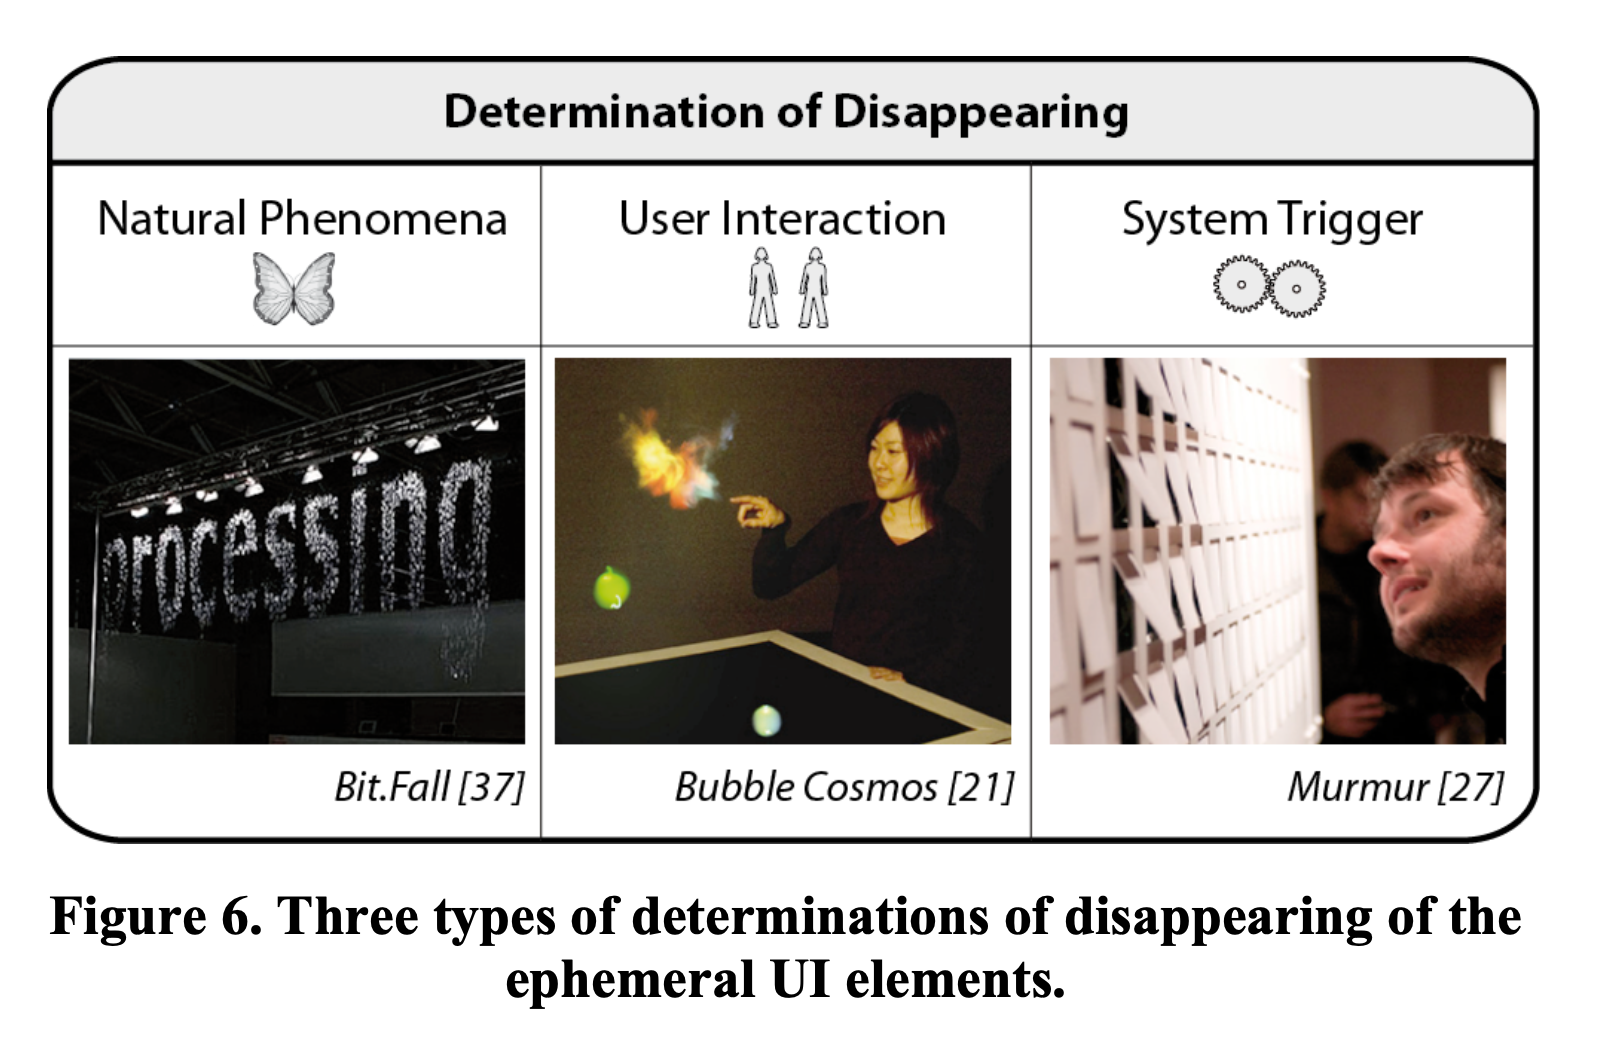 Determination of Disappearing
Natural Phenomena
User Interaction
System Trigger
processing
Bit.Fall [37]
Bubble Cosmos [21]
Murmur [27]
Figure 6. Three types of determinations of disappearing of the
ephemeral UI elements.